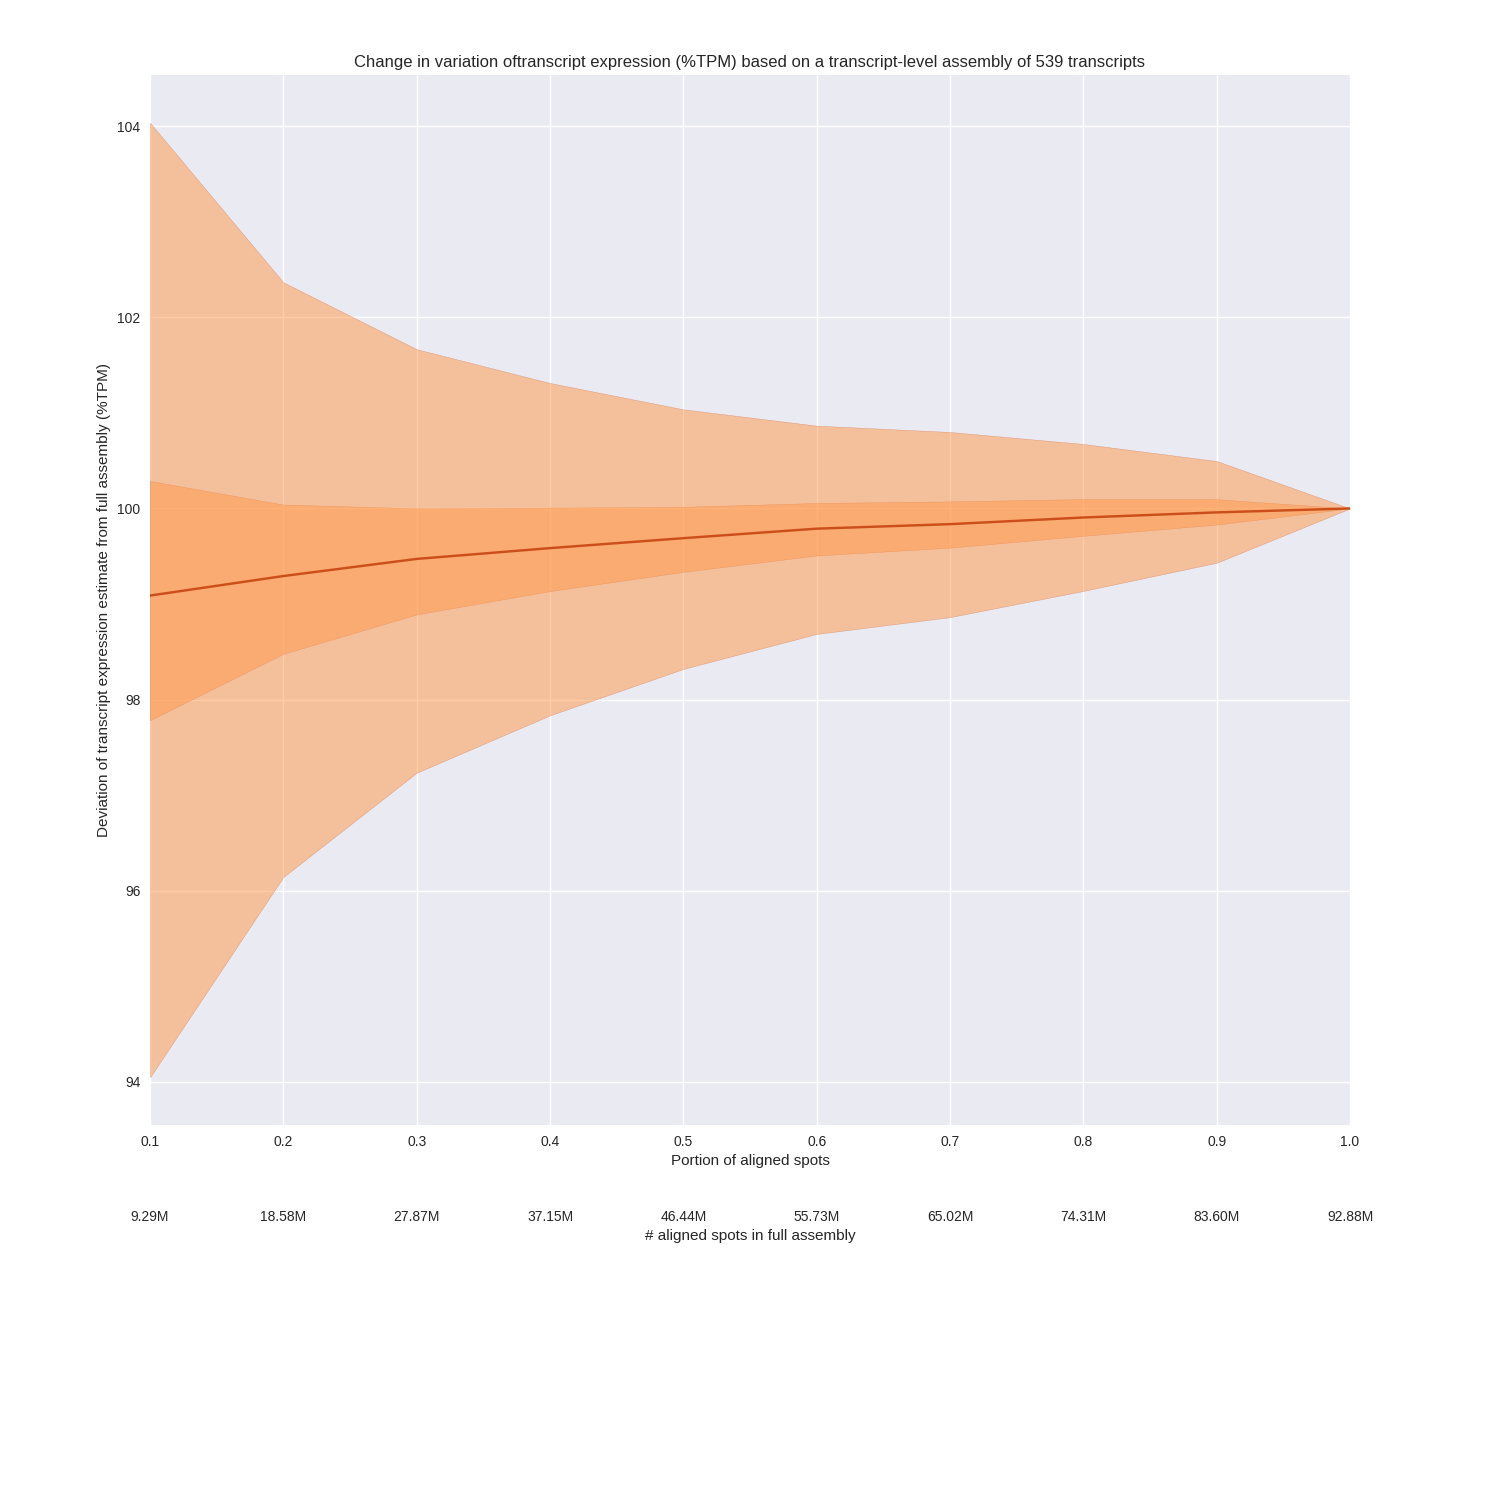 Change in variation oftranscript expression (%TPM) based on a transcript-level assembly of 539 transcripts
Deviation of transcript expression estimate from full assembly (%TPM)
104
102
100
98
96
94
0.1 0.2 0.3 0.4 0.5 0.6 0.7 0.8 0.9 1.0
Portion of aligned spots
9.29M 18.58M 27.87M 37.15M 46.44M 55.73M 65.02M 74.31M 83.60M 92.88M
# aligned spots in full assembly